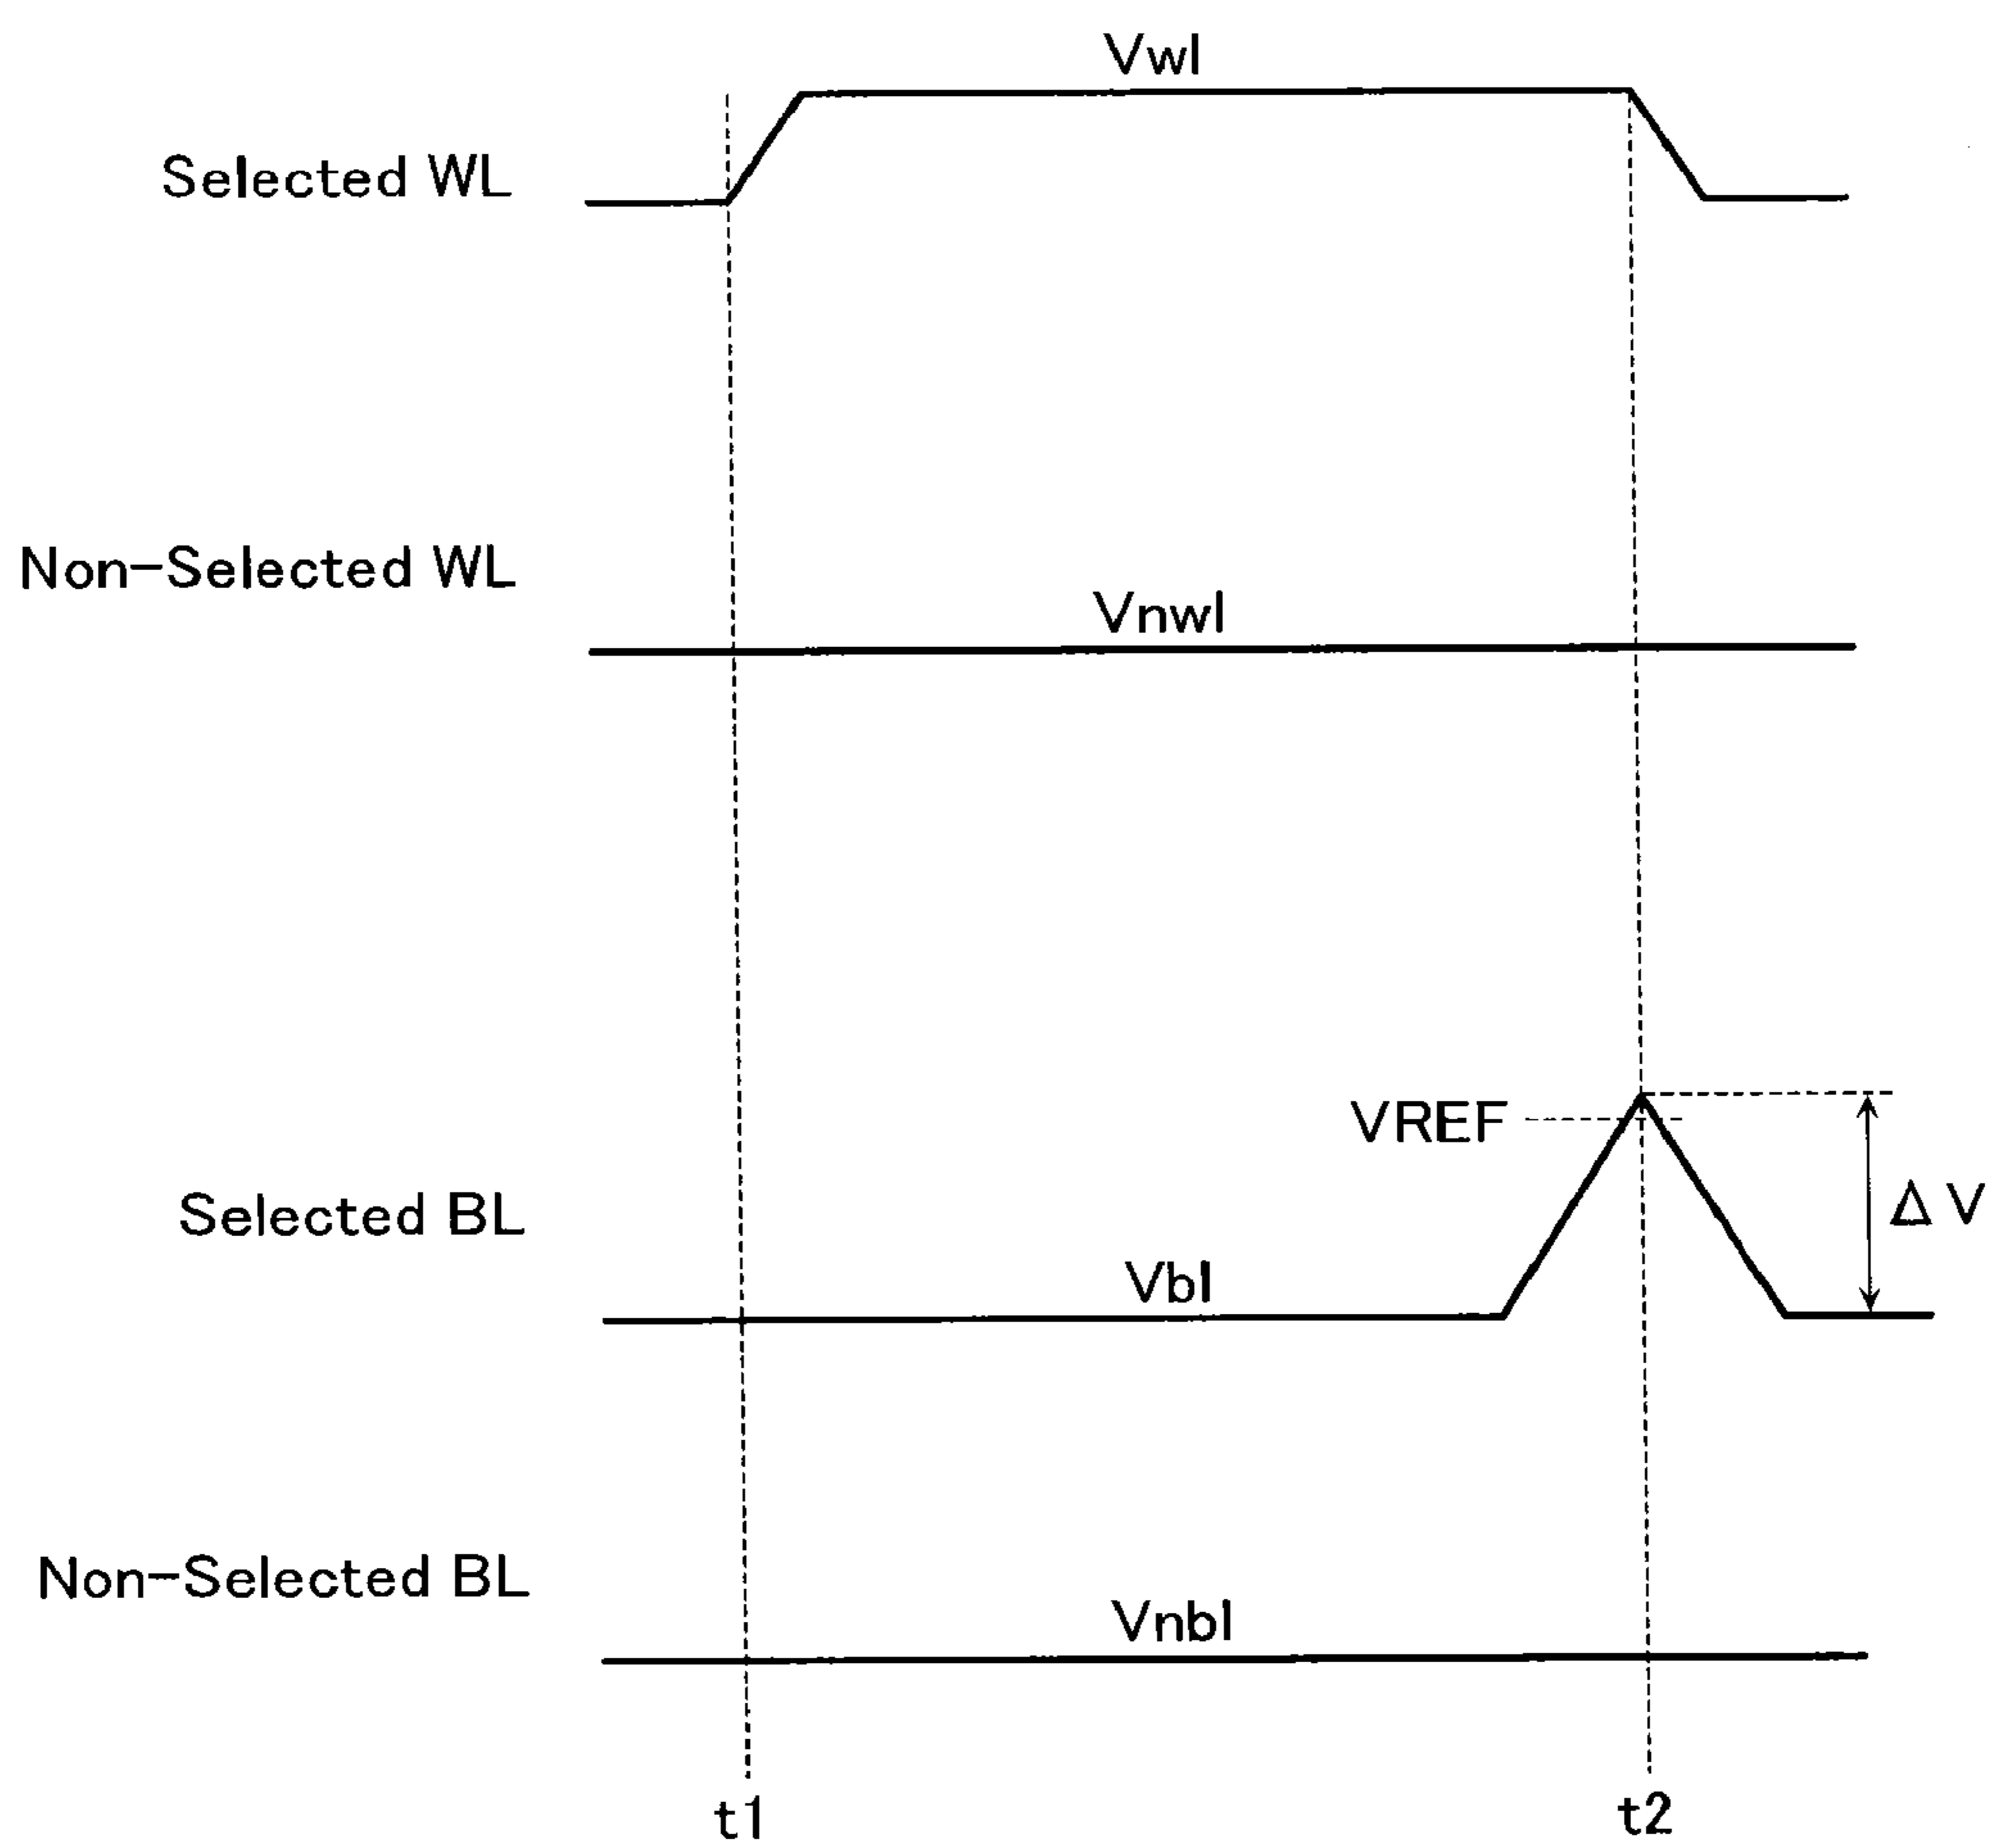 Vwl
Selected WL
Non-Selected WL
Vnwl
VREF
Selected BL
ΔV
Vbl
Non-Selected BL
Vnbl
t1
t2